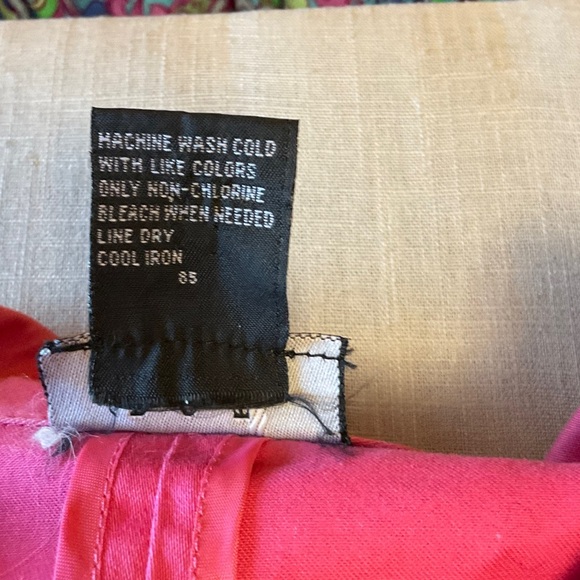 MACHINE WASH COLD
WITH LIKE COLORS
ONLY NON-CHLORINE
BLEACH WHEN NEEDED
LINE DRY
COOL IRON
85